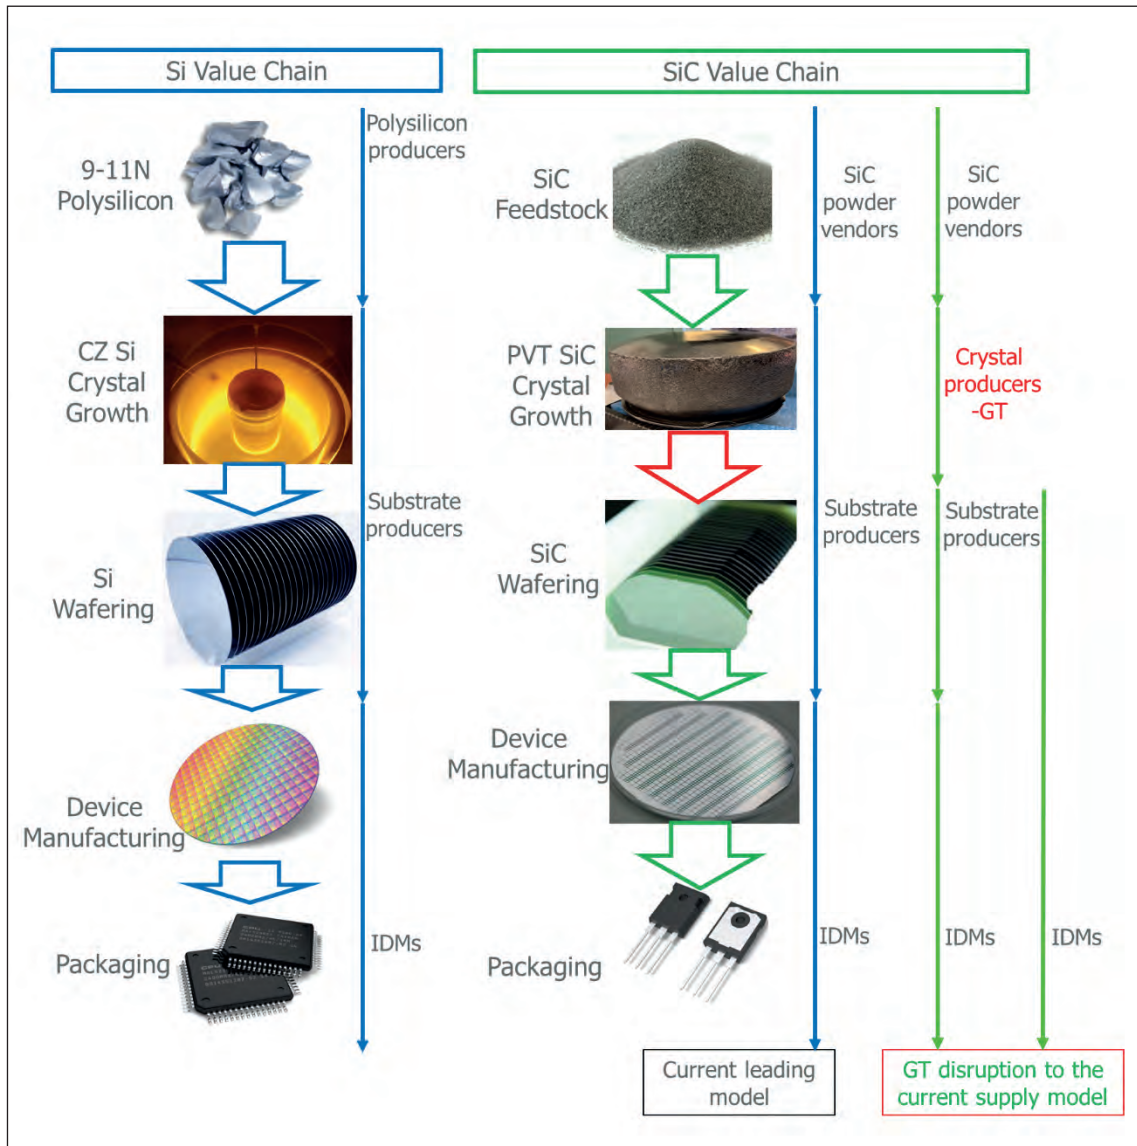 Si Value Chain
SiC Value Chain
9-11N
Polysilicon
Polysilicon
producers
SiC
Feedstock
SiC
powder
vendors
SiC
powder
vendors
CZ Si
Crystal
Growth
PVT SiC
Crystal
Growth
Crystal
producers
-GT
Substrate
producers
Substrate
producers
Substrate
producers
Si
Wafering
SiC
Wafering
Device
Manufacturing
Device
Manufacturing
Packaging
IDMs
Packaging
IDMs
IDMs
IDMs
Current leading
model
GT disruption to the
current supply model